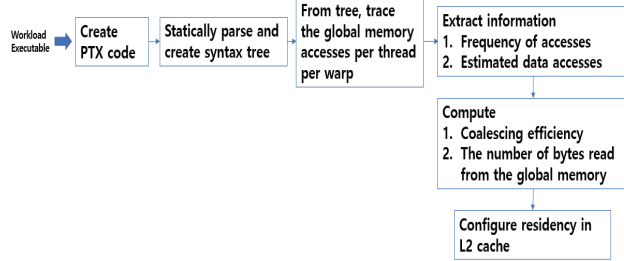 Workload
Executable
Create
PTX code
Statically parse and
create syntax tree
From tree, trace
the global memory
accesses per thread
per warp
Extract information
1. Frequency of accesses
2. Estimated data accesses
Compute
1. Coalescing efficiency
2. The number of bytes read
from the global memory
Configure residency in
L2 cache